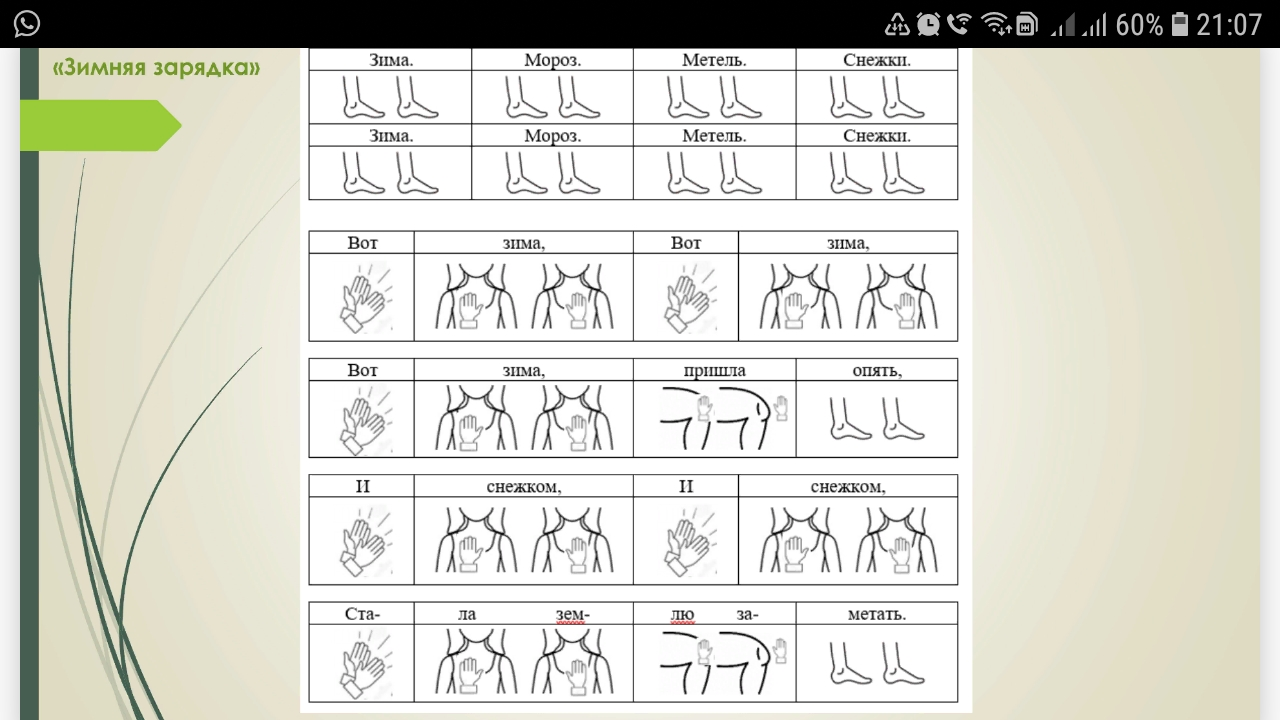 60% 21:07
«Зимняя зарядка»
Зима. Мороз. Метель. Снежки.
Зима. Мороз. Метель. Снежки.
Вот зима, Вот зима,
Вот зима, пришла опять,
И снежком, И снежком,
Ста- ла зем- лю за- метать.